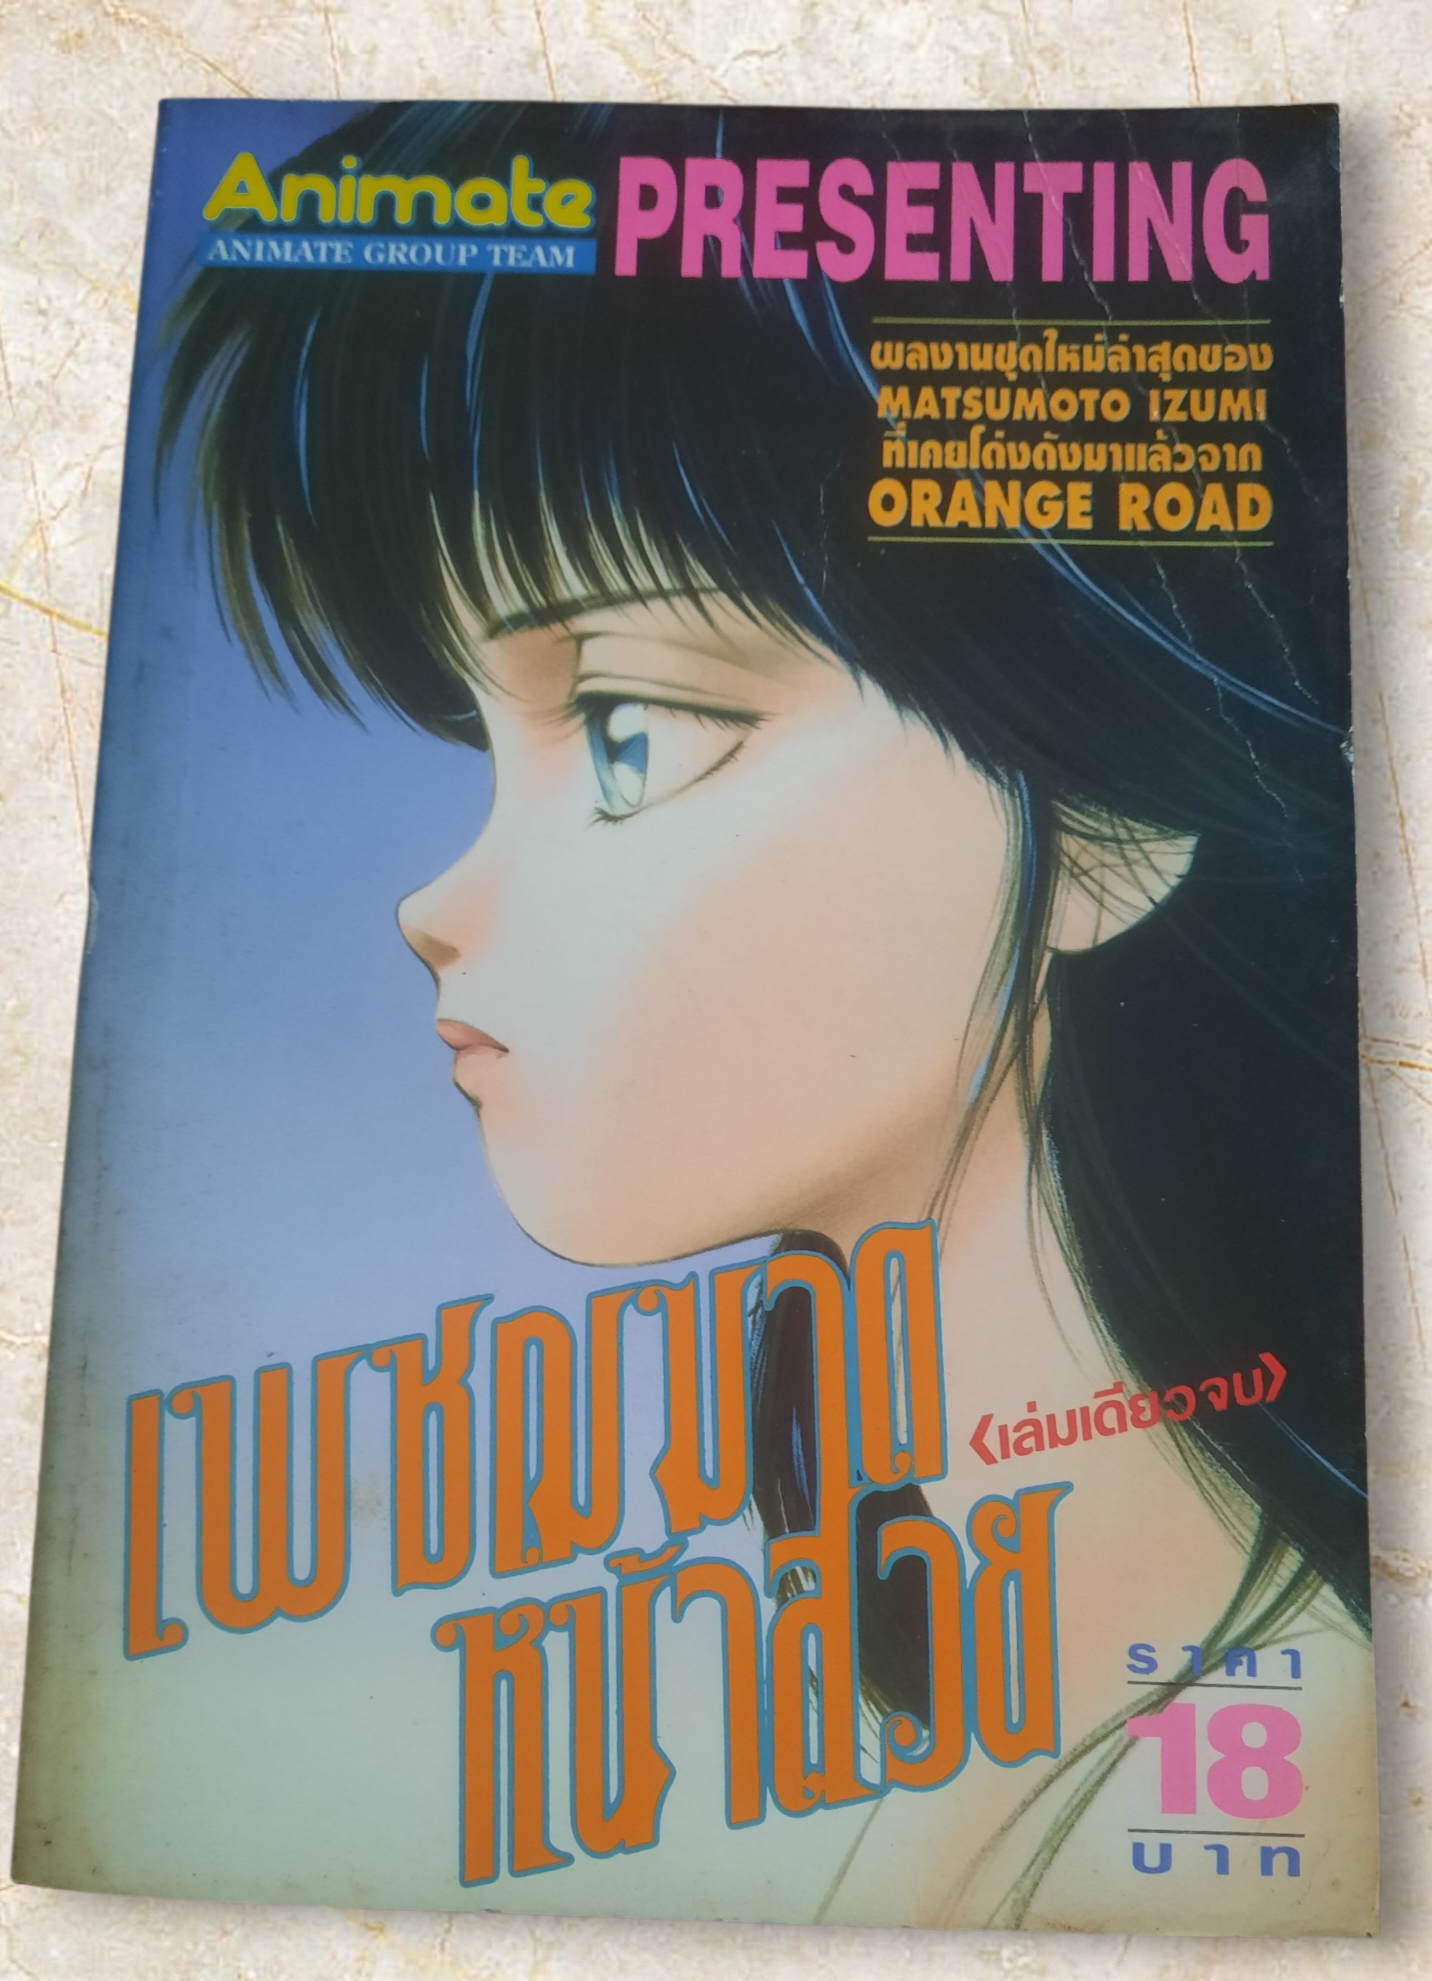 Animate
ANIMATE GROUP TEAM
PRESENTING
ผลงานชุดใหม่ล่าสุดของ
MATSUMOTO IZUMI
ที่เคยโด่งดังมาแล้วจาก
ORANGE ROAD
เพชฌฆาต
หน้าสวย
<เล่มเดียวจบ>
ราคา
18
บาท